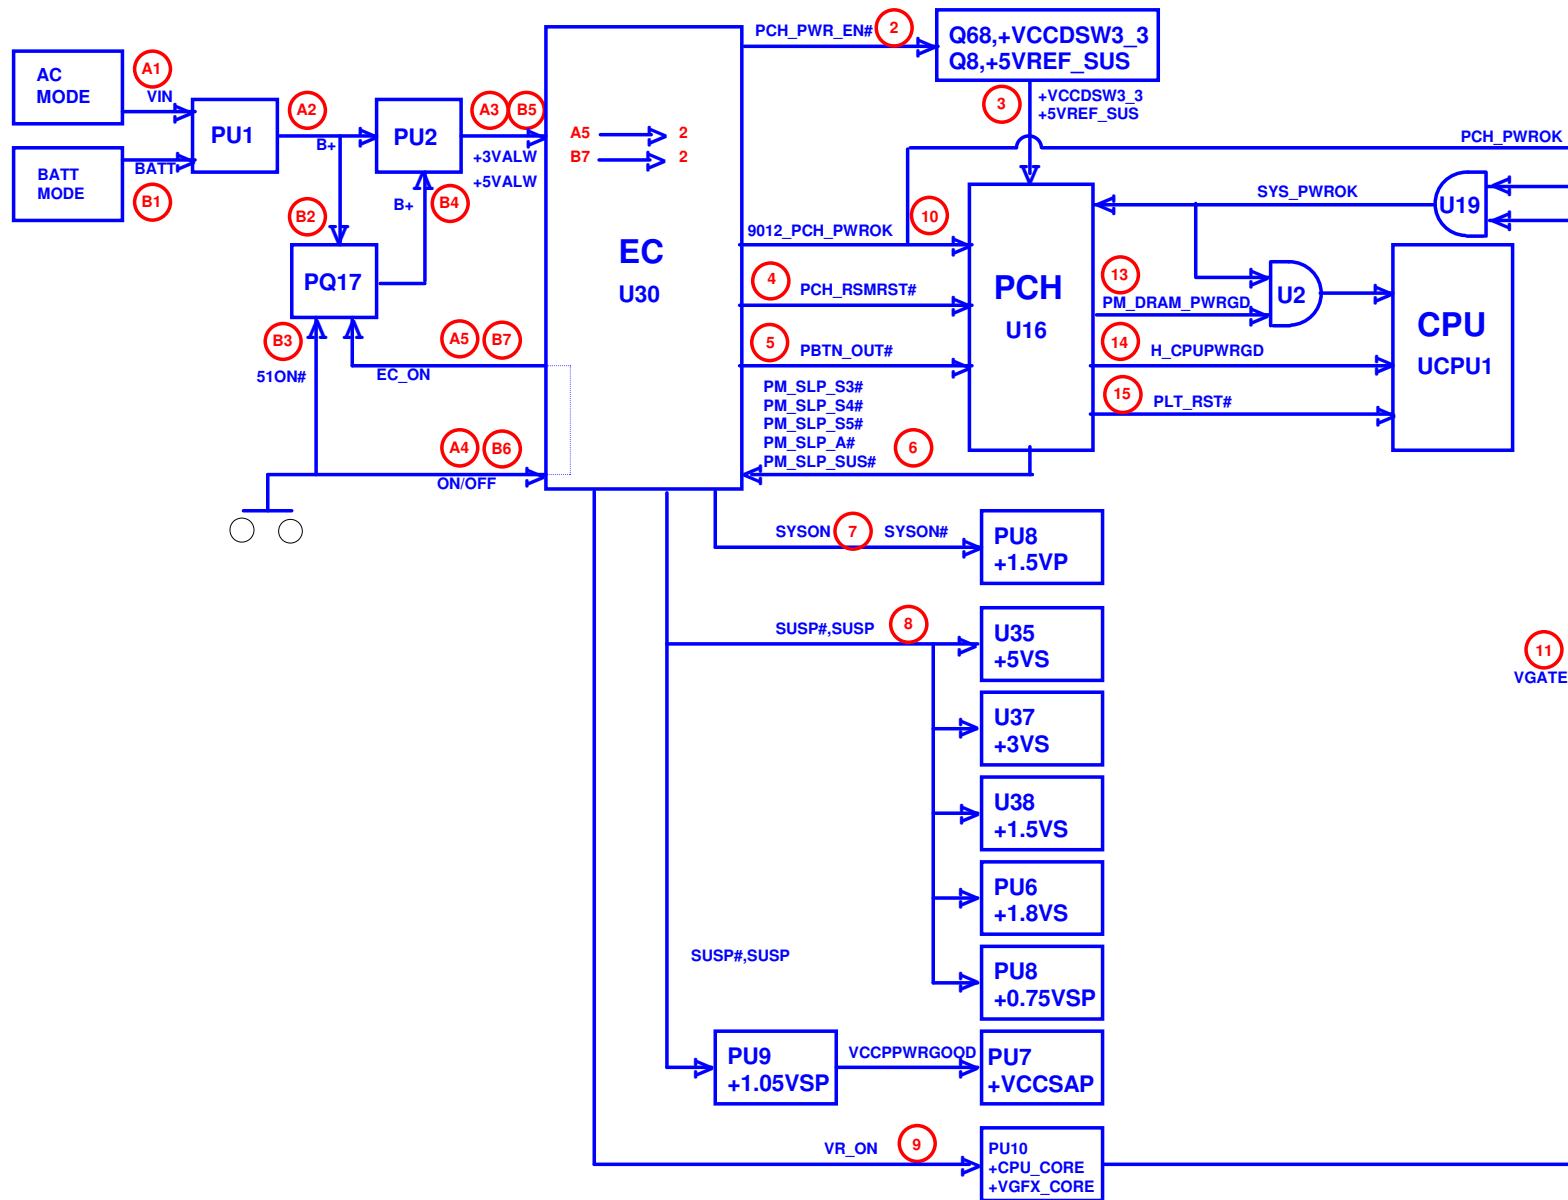 PCH_PWR_EN#
2
Q68,+VCCDSW3_3
Q8,+5VREF_SUS
AC
MODE
A1
VIN
PU1
A2
B+
PU2
A3
B5
+3VALW
+5VALW
A5
2
B7
2
3
+VCCDSW3_3
+5VREF_SUS
PCH_PWROK
BATT
MODE
BATT
B1
B2
B+
B4
PQ17
EC
U30
9012_PCH_PWROK
10
SYS_PWROK
U19
4
PCH_RSMRST#
PCH
U16
13
PM_DRAM_PWRGD
U2
CPU
UCPU1
B3
51ON#
A5
B7
EC_ON
5
PBTN_OUT#
14
H_CPUPWRGD
15
PLT_RST#
PM_SLP_S3#
PM_SLP_S4#
PM_SLP_S5#
PM_SLP_A#
PM_SLP_SUS#
6
A4
B6
ON/OFF
SYSON
7
SYSON#
PU8
+1.5VP
SUSP#,SUSP
8
U35
+5VS
11
VGATE
U37
+3VS
U38
+1.5VS
PU6
+1.8VS
SUSP#,SUSP
PU8
+0.75VSP
PU9
+1.05VSP
VCCPPWRGOOD
PU7
+VCCSAP
VR_ON
9
PU10
+CPU_CORE
+VGFX_CORE